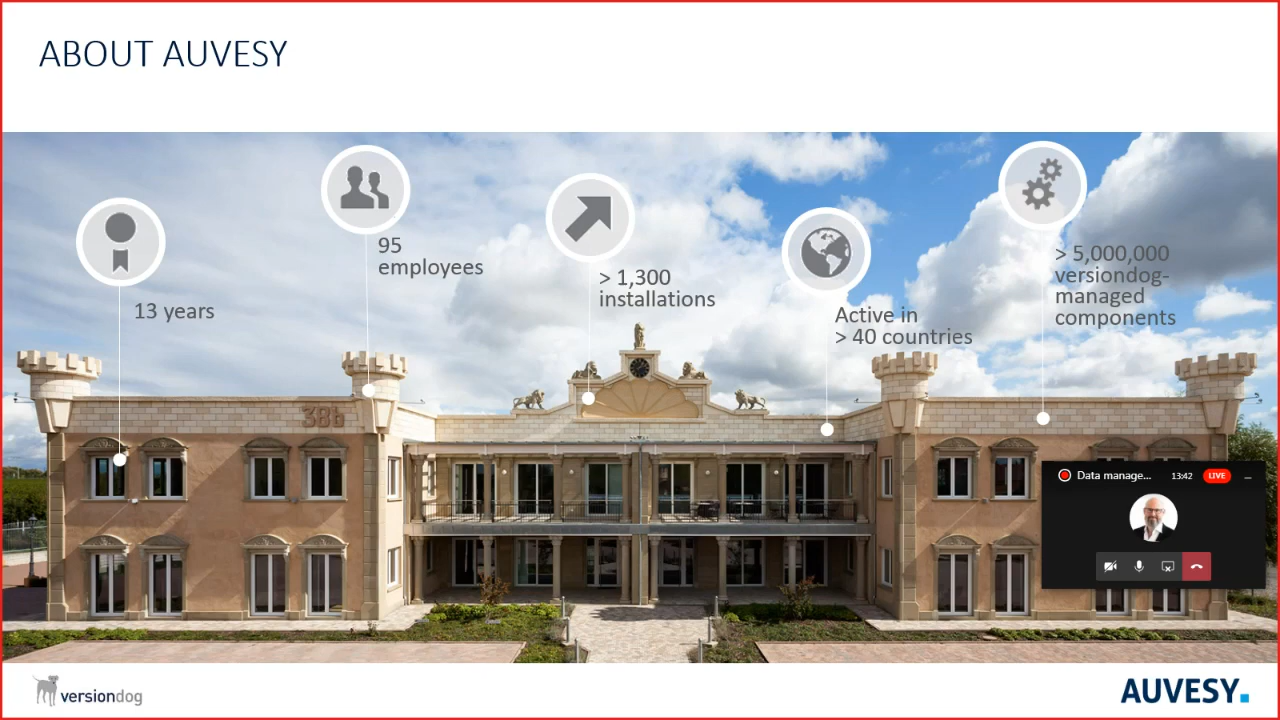 ABOUT AUVESY
13 years
95
employees
> 1,300
installations
Active in
> 40 countries
> 5,000,000
versiondog-
managed
components
38b
Data manage...
13:42
LIVE
versiondog
AUVESY.